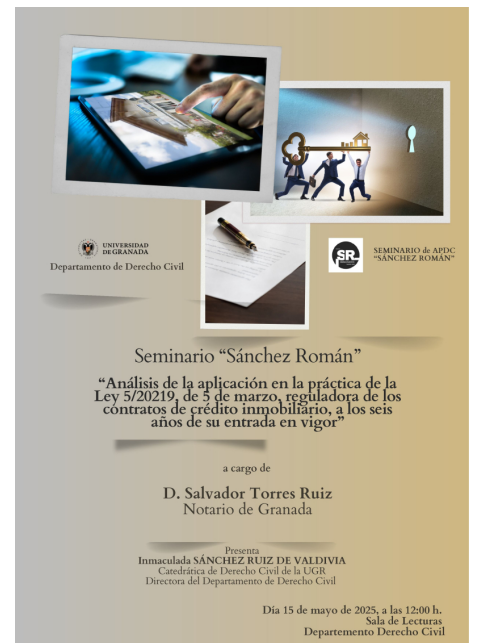 UNIVERSIDAD
DE GRANADA
Departamento de Derecho Civil
SR
SEMINARIO de APDC
“SÁNCHEZ ROMÁN”
Seminario “Sánchez Román”
“Análisis de la aplicación en la práctica de la
Ley 5/20219, de 5 de marzo, reguladora de los
contratos de crédito inmobiliario, a los seis
años de su entrada en vigor”
a cargo de
D. Salvador Torres Ruiz
Notario de Granada
Presenta
Inmaculada SÁNCHEZ RUIZ DE VALDIVIA
Catedrática de Derecho Civil de la UGR
Directora del Departamento de Derecho Civil
Día 15 de mayo de 2025, a las 12:00 h.
Sala de Lecturas
Departemento Derecho Civil